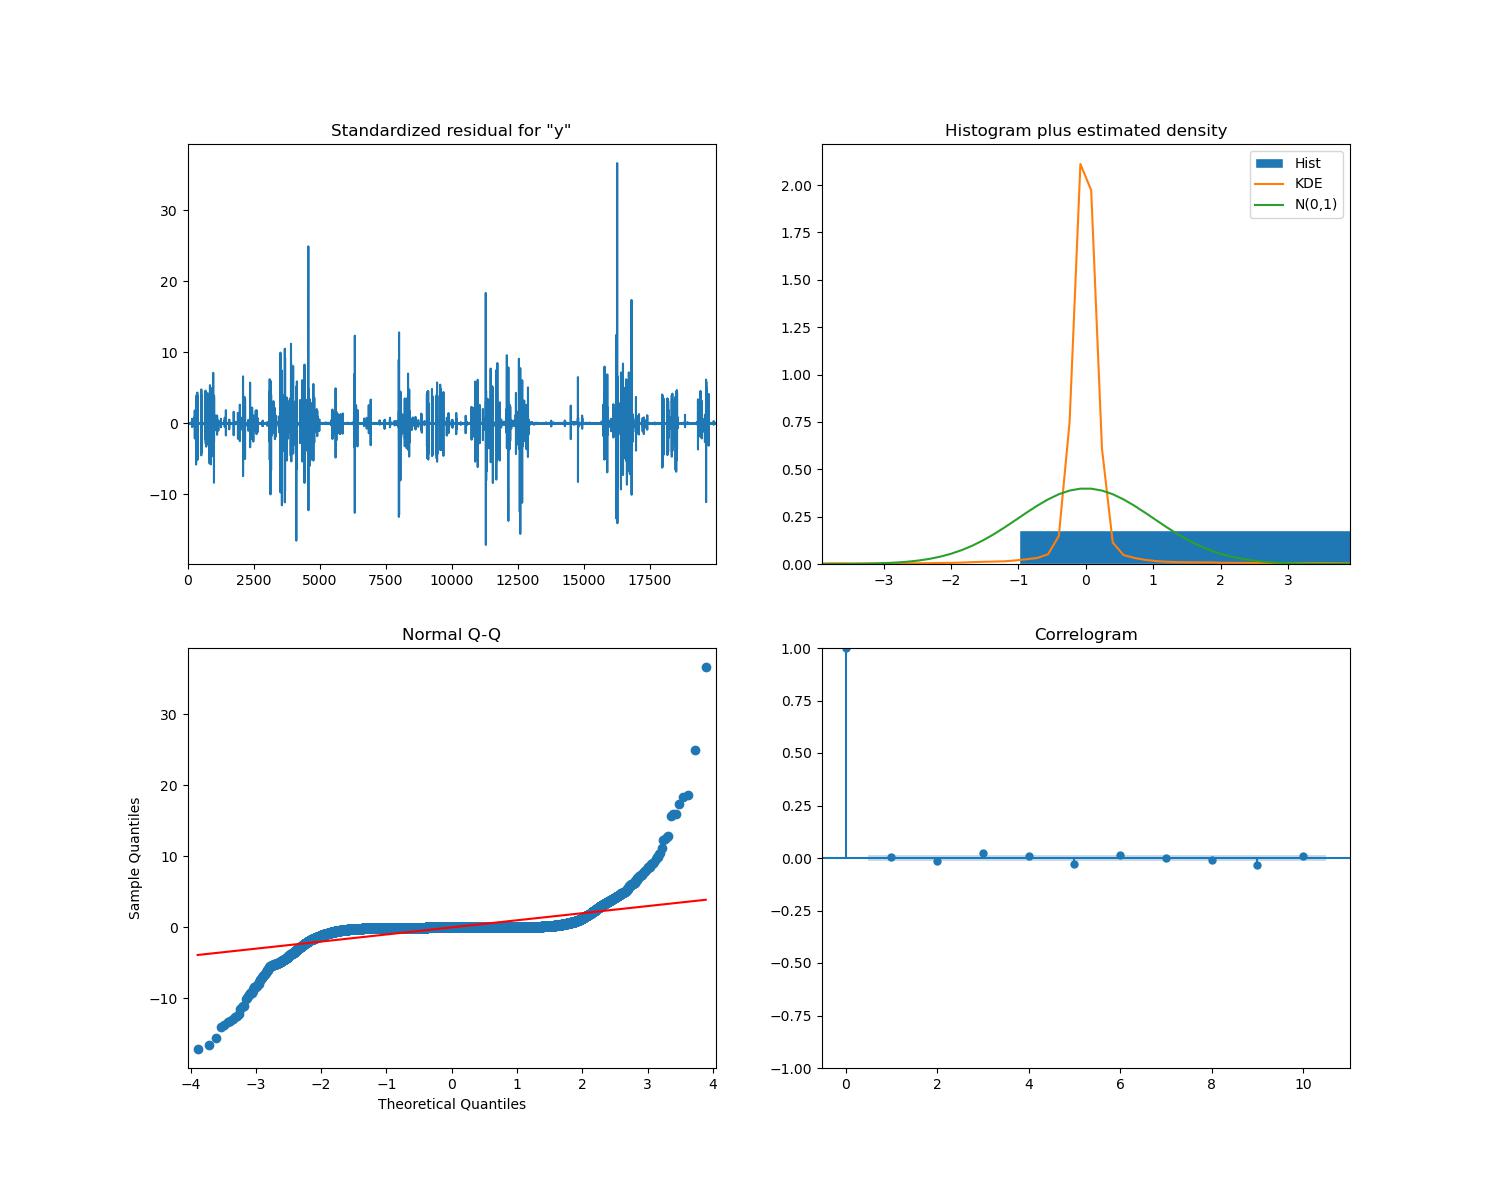 Standardized residual for "y"
30
20
10
0
−10
0 2500 5000 7500 10000 12500 15000 17500
Histogram plus estimated density
Hist
KDE
N(0,1)
2.00
1.75
1.50
1.25
1.00
0.75
0.50
0.25
0.00
−3 −2 −1 0 1 2 3
Normal Q-Q
Sample Quantiles
30
20
10
0
−10
−4 −3 −2 −1 0 1 2 3 4
Theoretical Quantiles
Correlogram
1.00
0.75
0.50
0.25
0.00
−0.25
−0.50
−0.75
−1.00
0 2 4 6 8 10